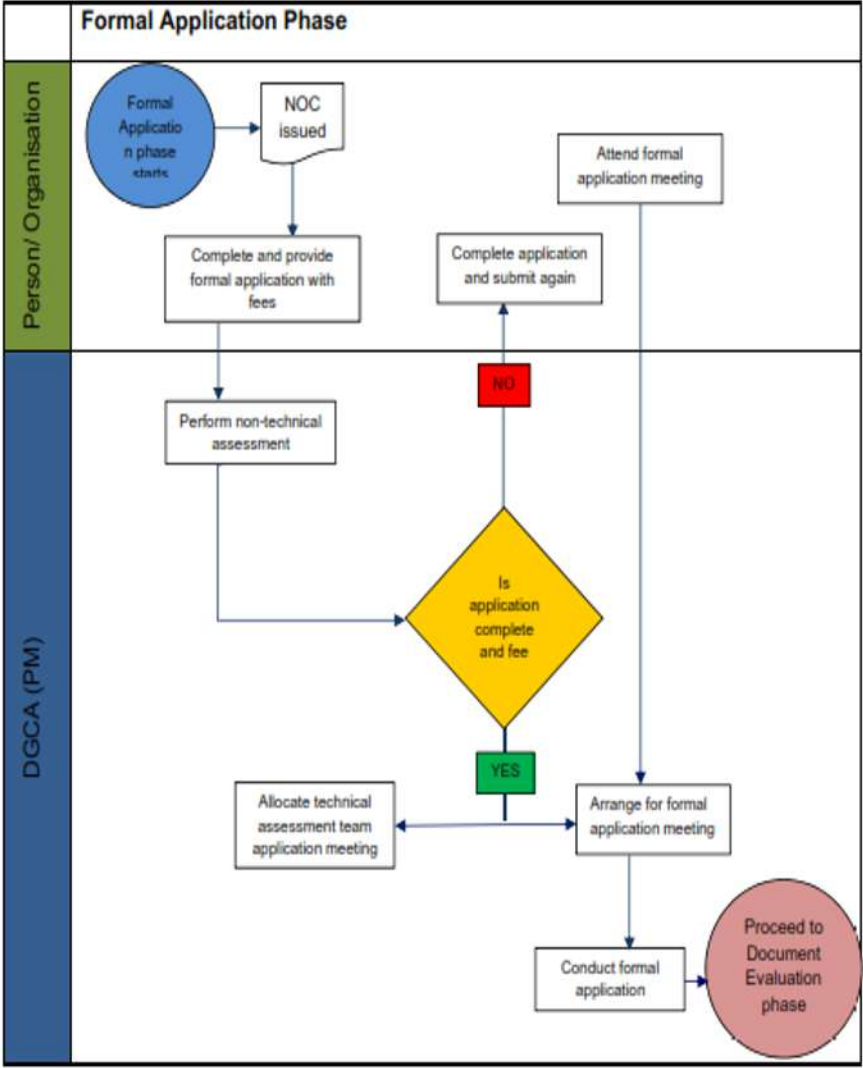 Formal Application Phase
Person/ Organisation
Formal
Applicatio
n phase
starts
NOC
issued
Attend formal
application meeting
Complete and provide
formal application with
fees
Complete application
and submit again
DGCA (PM)
NO
Perform non-technical
assessment
Is
application
complete
and fee
YES
Allocate technical
assessment team
application meeting
Arrange for formal
application meeting
Conduct formal
application
Proceed to
Document
Evaluation
phase